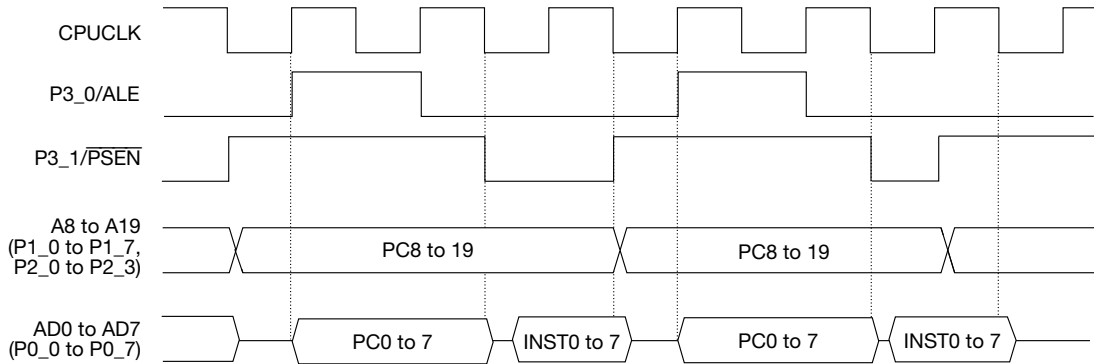 CPUCLK
P3_0/ALE
P3_1/PSEN
A8 to A19
(P1_0 to P1_7,
P2_0 to P2_3)
PC8 to 19
PC8 to 19
AD0 to AD7
(P0_0 to P0_7)
PC0 to 7
INST0 to 7
PC0 to 7
INST0 to 7